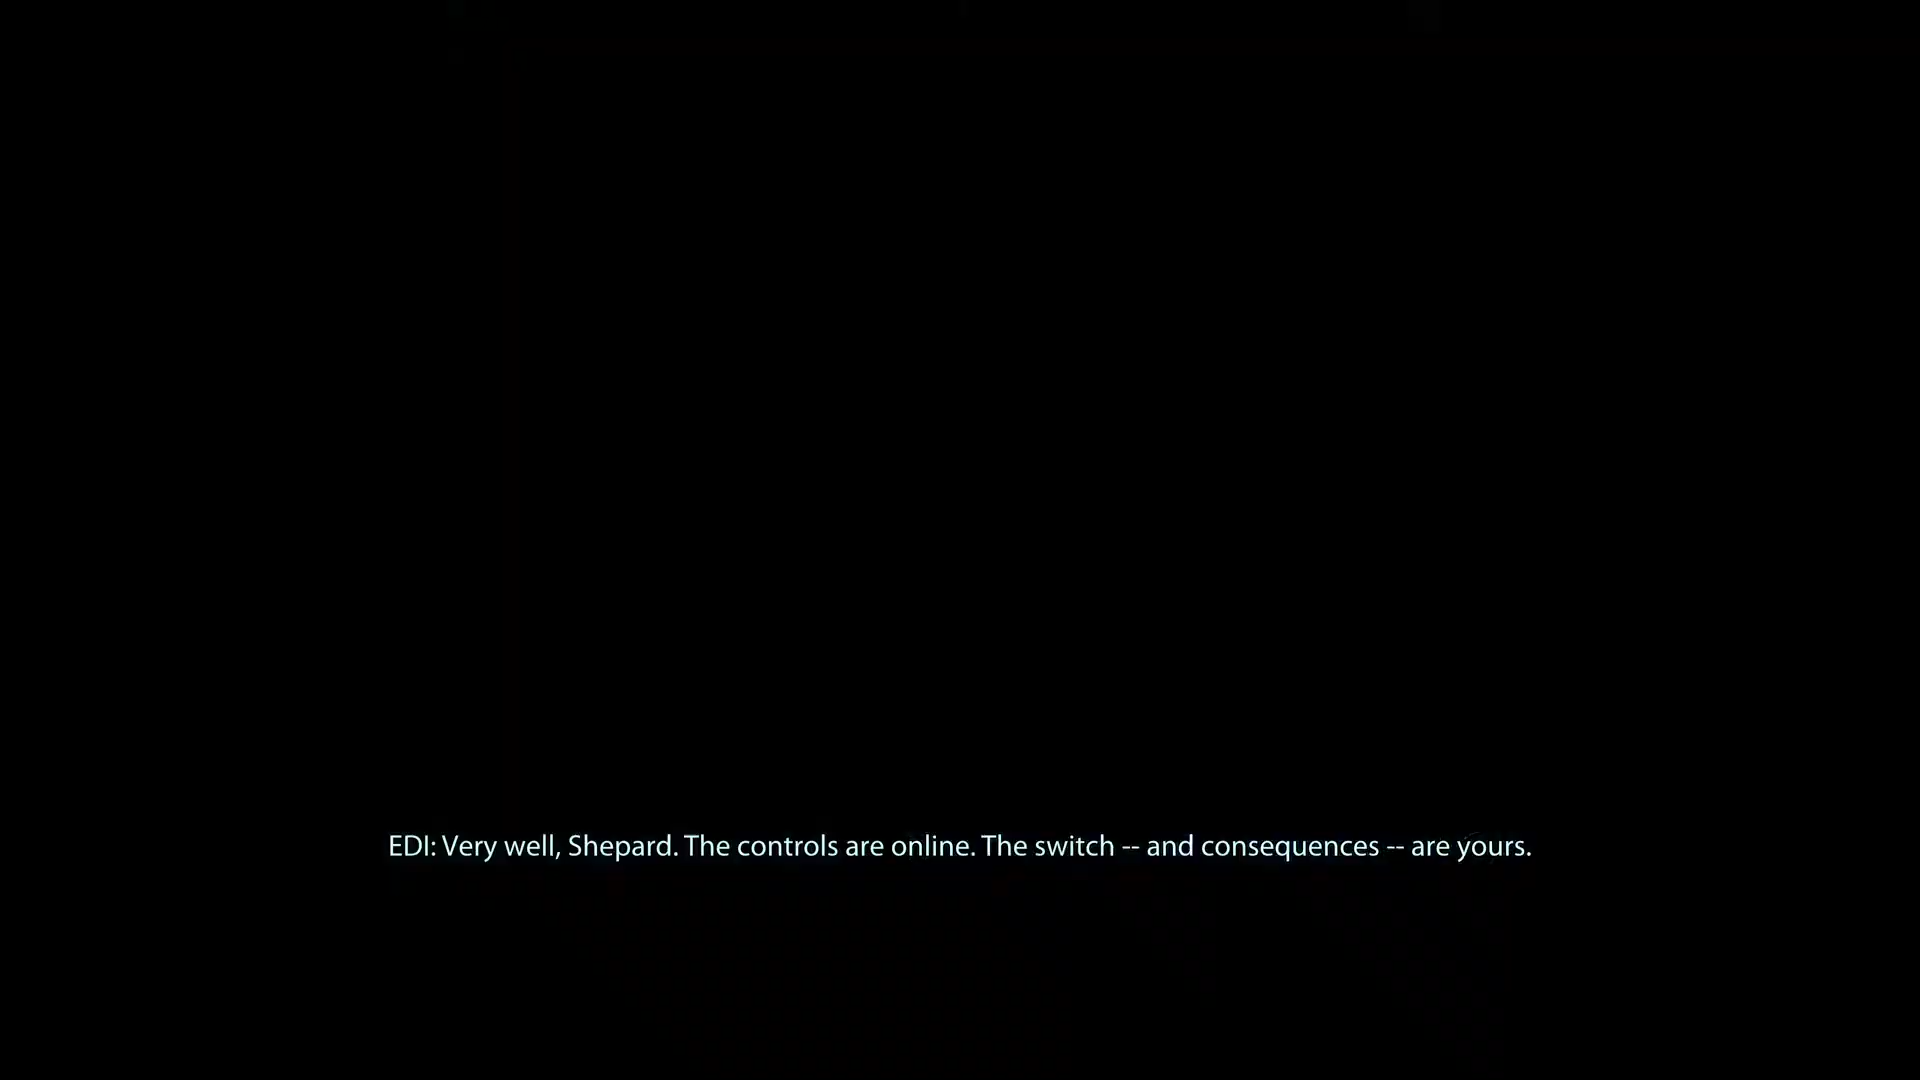 EDI: Very well, Shepard. The controls are online. The switch -- and consequences -- are yours.